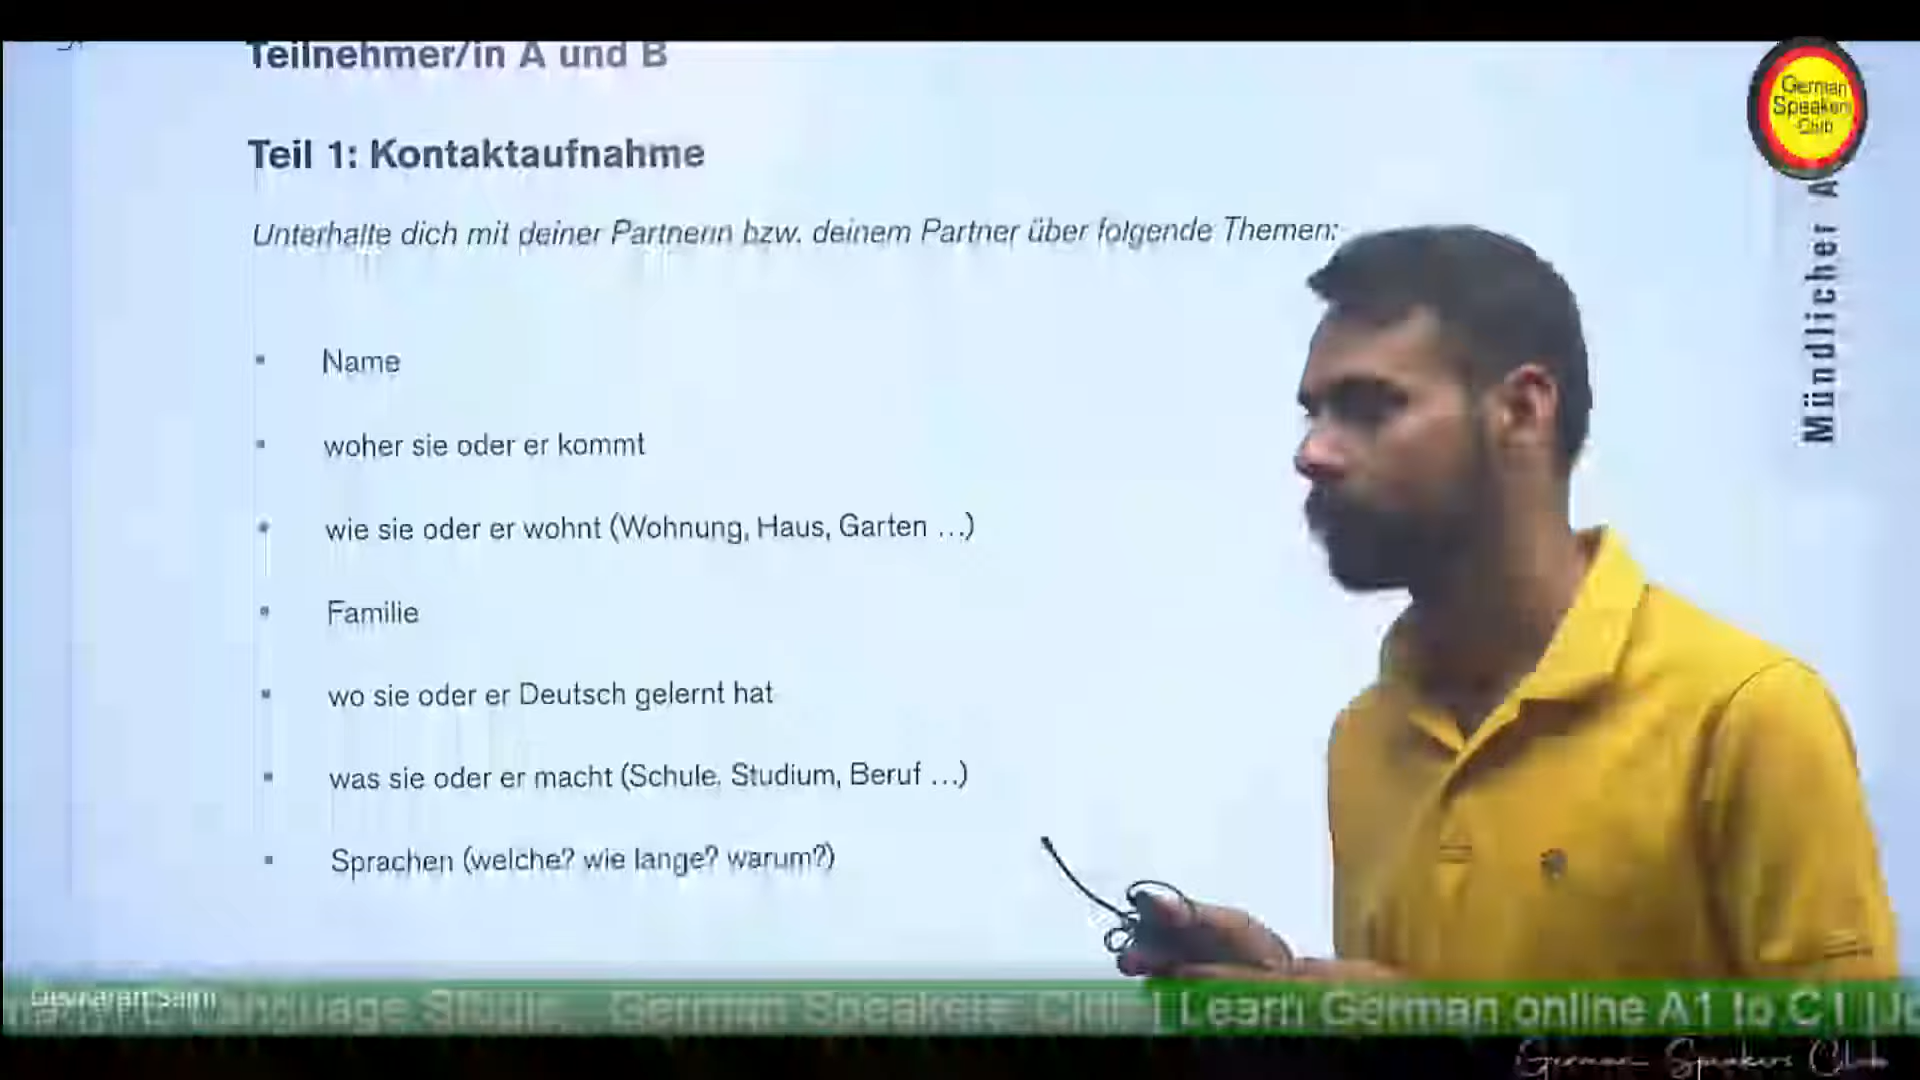 Teilnehmer/in A und B
German
Speakers
Club
Teil 1: Kontaktaufnahme
Mündlicher A
Unterhalte dich mit deiner Partnerin bzw. deinem Partner über folgende Themen:
▪ Name
▪ woher sie oder er kommt
▪ wie sie oder er wohnt (Wohnung, Haus, Garten ...)
▪ Familie
▪ wo sie oder er Deutsch gelernt hat
▪ was sie oder er macht (Schule, Studium, Beruf ...)
▪ Sprachen (welche? wie lange? warum?)
Language Studio German Speakers Club | Learn German online A1 to C1 |Jo
German Speakers Club